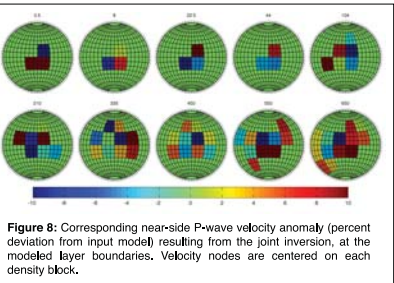 0.5 8 22.5 44 104
210 330 450 550 650
-10 -8 -6 -4 -2 0 2 4 6 8 10
Figure 8: Corresponding near-side P-wave velocity anomaly (percent
deviation from input model) resulting from the joint inversion, at the
modeled layer boundaries. Velocity nodes are centered on each
density block.